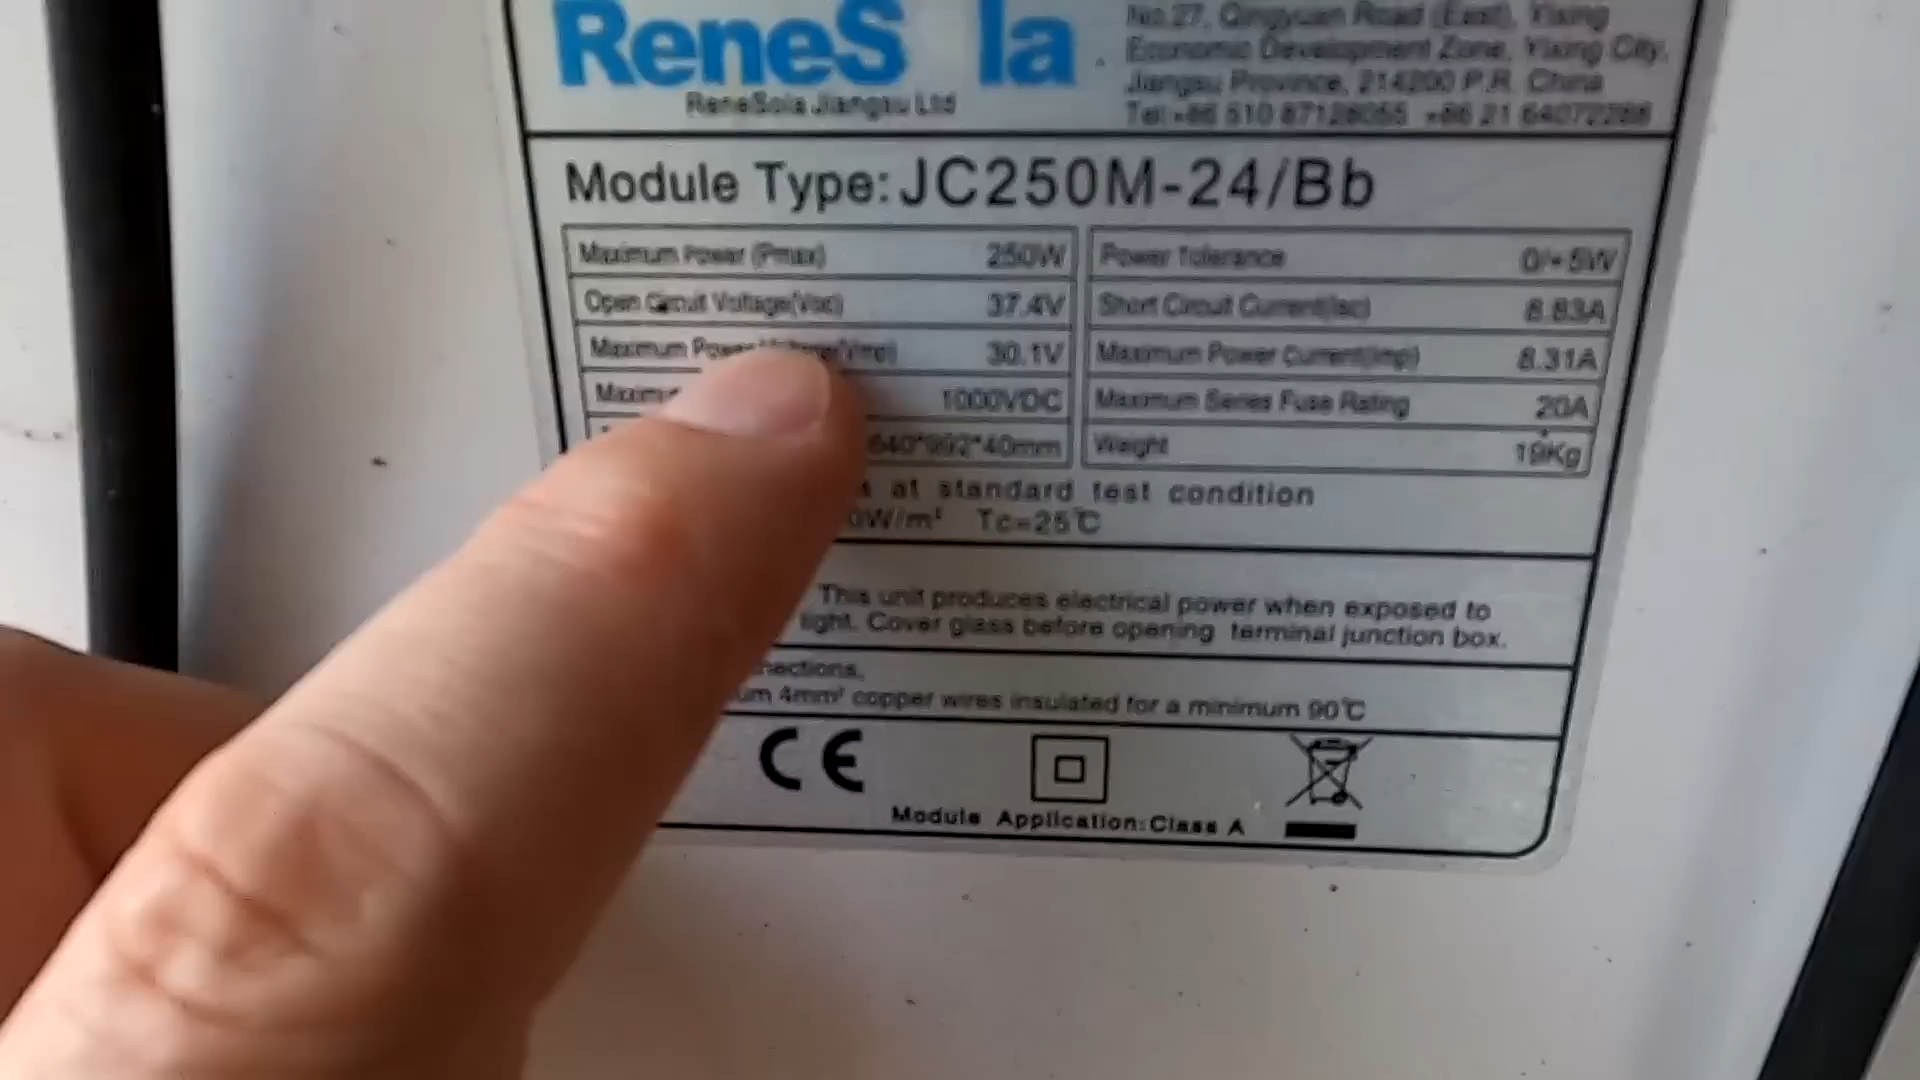 ReneS la
No.27, Qingyuan Road (East), Yixing
Economic Development Zone, Yixing City,
Jiangsu Province, 214200 P.R. China
ReneSola Jiangsu Ltd
Tel:+86 510 87128055 +86 21 64072288
Module Type: JC250M-24/Bb
Maximum Power (Pmax) 250W Power Tolerance 0/+5W
Open Circuit Voltage(Voc) 37.4V Short Circuit Current(Isc) 8.83A
Maximum Power Voltage(Vmp) 30.1V Maximum Power Current(Imp) 8.31A
1000VDC Maximum Series Fuse Rating 20A
640*992*40mm Weight 19Kg
at standard test condition
0W/m² Tc=25℃
This unit produces electrical power when exposed to
light. Cover glass before opening terminal junction box.
4mm² copper wires insulated for a minimum 90℃
CE
Module Application:Class A